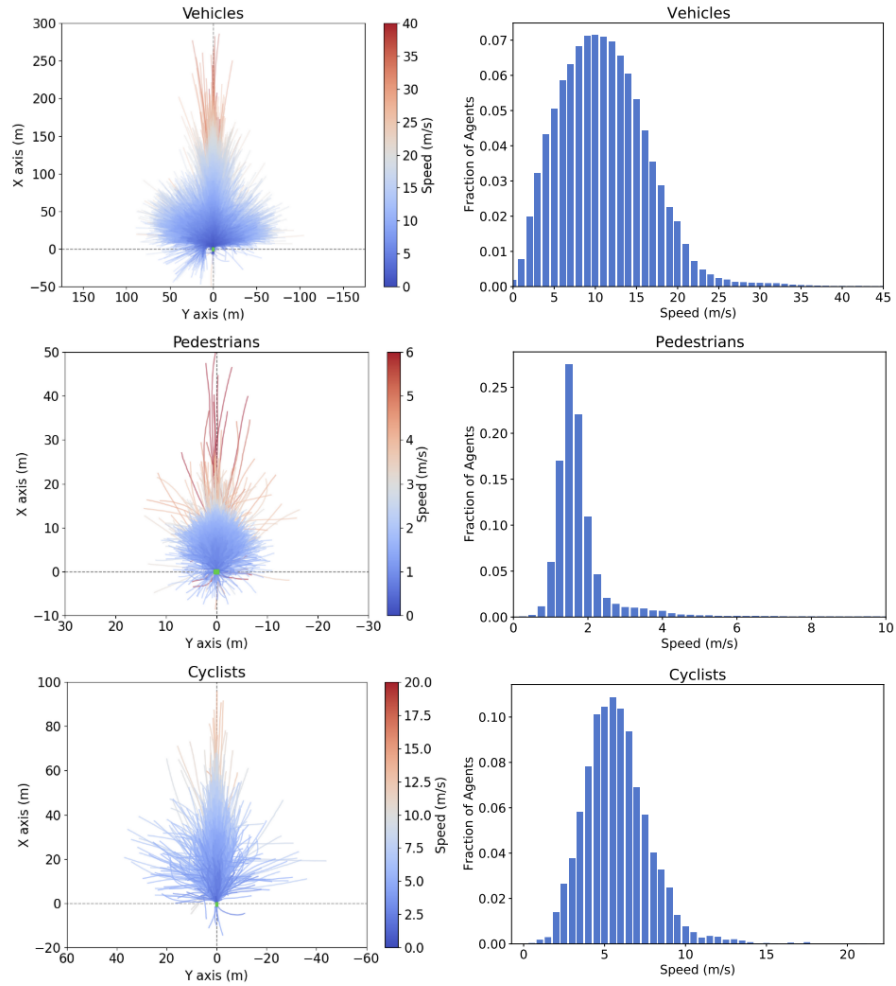 Vehicles
300
250
200
150
100
50
0
−50
X axis (m)
150 100 50 0 −50 −100 −150
Y axis (m)
40
35
30
25
20
15
10
5
0
Speed (m/s)
Vehicles
0.07
0.06
0.05
0.04
0.03
0.02
0.01
0.00
Fraction of Agents
0 5 10 15 20 25 30 35 40 45
Speed (m/s)
Pedestrians
50
40
30
20
10
0
−10
X axis (m)
30 20 10 0 −10 −20 −30
Y axis (m)
6
5
4
3
2
1
0
Speed (m/s)
Pedestrians
0.25
0.20
0.15
0.10
0.05
0.00
Fraction of Agents
0 2 4 6 8 10
Speed (m/s)
Cyclists
100
80
60
40
20
0
−20
X axis (m)
60 40 20 0 −20 −40 −60
Y axis (m)
20.0
17.5
15.0
12.5
10.0
7.5
5.0
2.5
0.0
Speed (m/s)
Cyclists
0.10
0.08
0.06
0.04
0.02
0.00
Fraction of Agents
0 5 10 15 20
Speed (m/s)